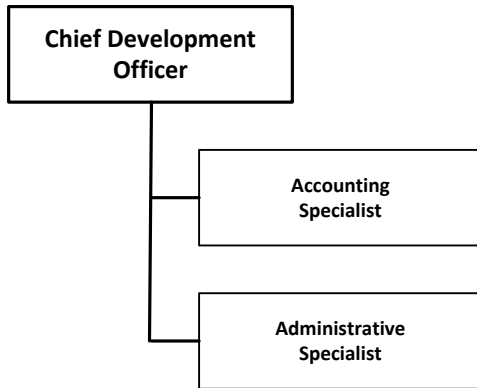 Chief Development
Officer
Accounting
Specialist
Administrative
Specialist